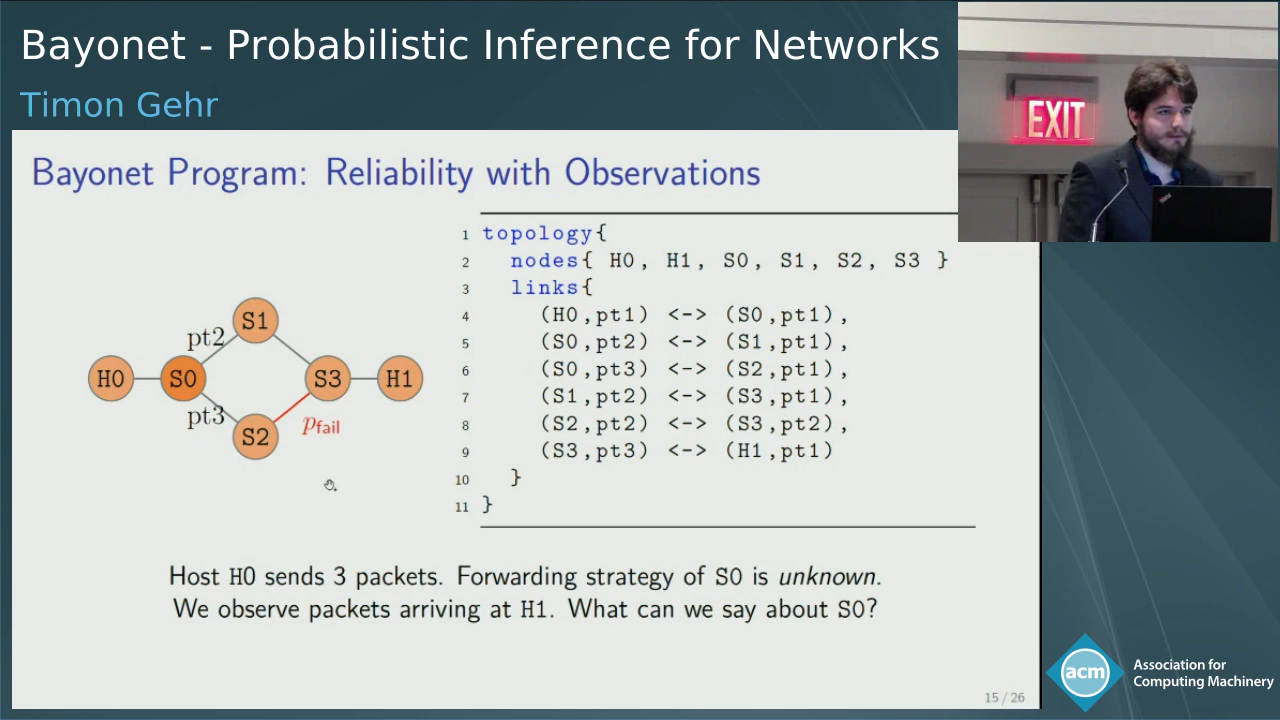 Bayonet - Probabilistic Inference for Networks
Timon Gehr
EXIT
Bayonet Program: Reliability with Observations
1 topology{
2 nodes{ H0, H1, S0, S1, S2, S3 }
3 links{
4 (H0,pt1) <-> (S0,pt1),
5 (S0,pt2) <-> (S1,pt1),
6 (S0,pt3) <-> (S2,pt1),
7 (S1,pt2) <-> (S3,pt1),
8 (S2,pt2) <-> (S3,pt2),
9 (S3,pt3) <-> (H1,pt1)
10 }
11 }
S1
pt2
H0 S0 S3 H1
pt3
S2
pfail
Host H0 sends 3 packets. Forwarding strategy of S0 is unknown.
We observe packets arriving at H1. What can we say about S0?
15 / 26
acm
Association for
Computing Machinery